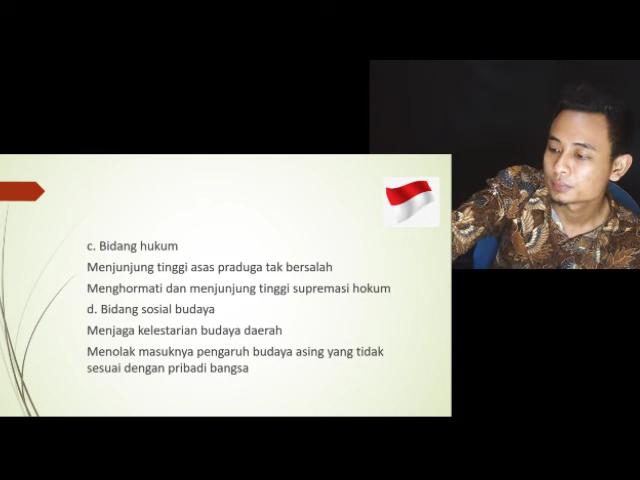 c. Bidang hukum
Menjunjung tinggi asas praduga tak bersalah
Menghormati dan menjunjung tinggi supremasi hokum
d. Bidang sosial budaya
Menjaga kelestarian budaya daerah
Menolak masuknya pengaruh budaya asing yang tidak
sesuai dengan pribadi bangsa